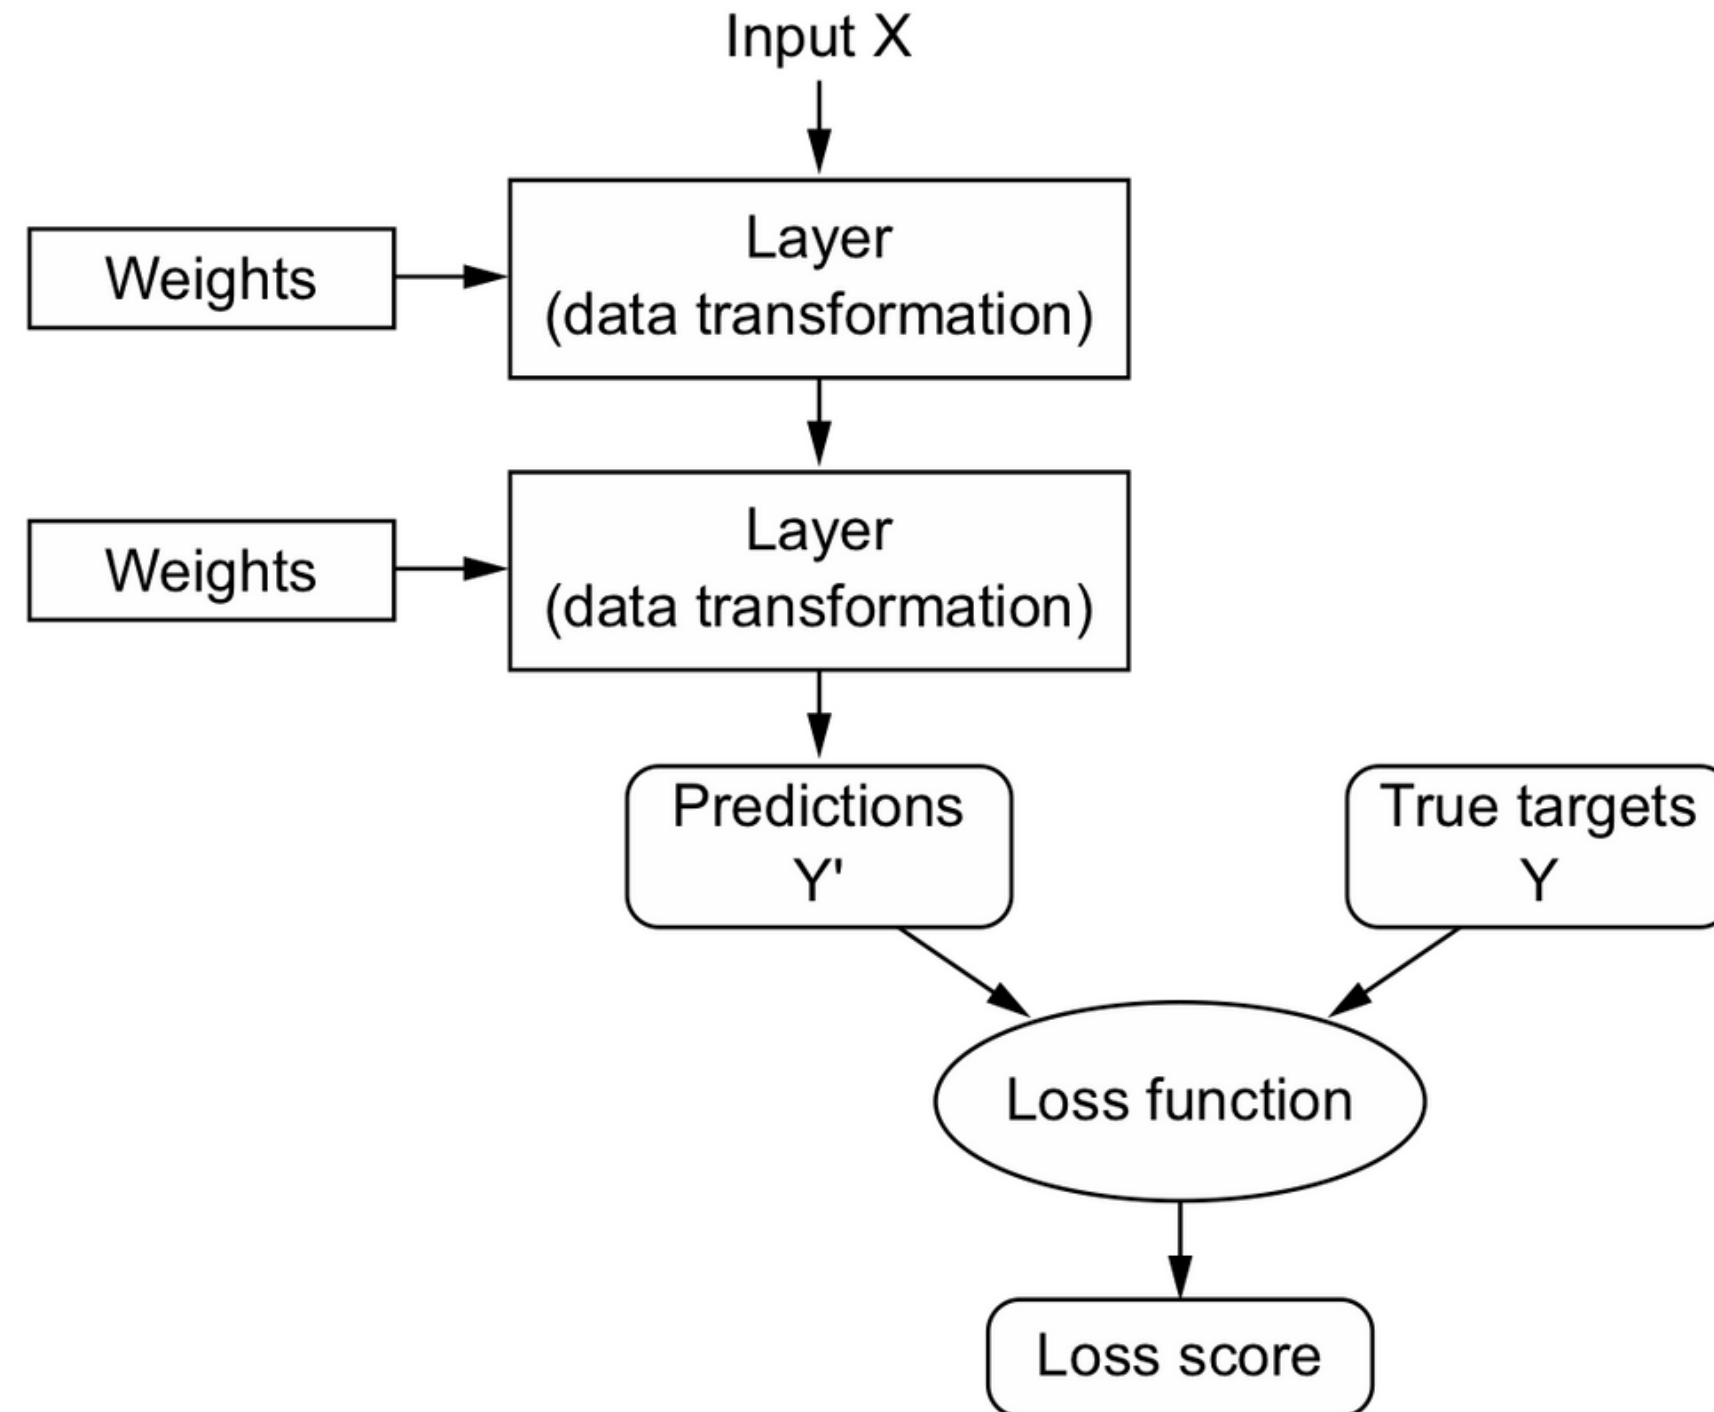 Input X
Weights
Layer
(data transformation)
Weights
Layer
(data transformation)
Predictions
Y'
True targets
Y
Loss function
Loss score